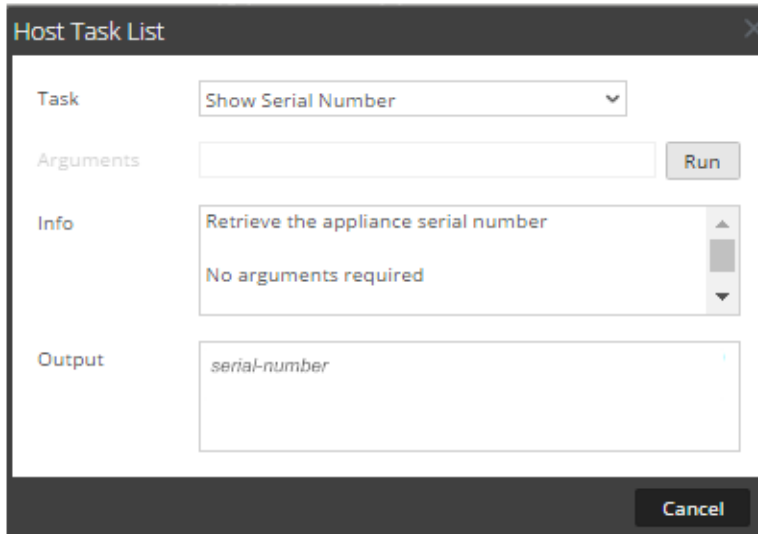 Host Task List
Task
Show Serial Number
Arguments
Run
Info
Retrieve the appliance serial number
No arguments required
Output
serial-number
Cancel